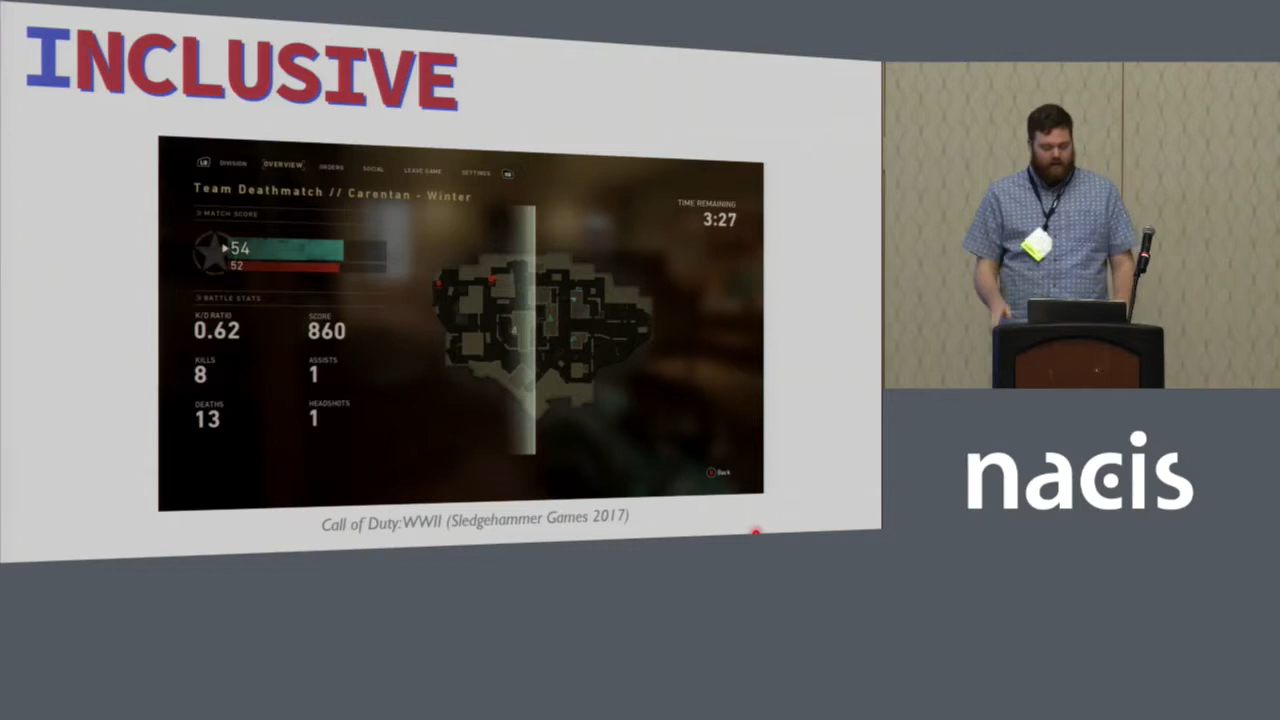 INCLUSIVE
LB DIVISION OVERVIEW ORDERS SOCIAL LEAVE GAME SETTINGS
Team Deathmatch // Carentan - Winter
MATCH SCORE
54
52
TIME REMAINING
3:27
BATTLE STATS
K/D RATIO SCORE
0.62 860
KILLS ASSISTS
8 1
DEATHS HEADSHOTS
13 1
Back
Call of Duty: WWII (Sledgehammer Games 2017)
nacis